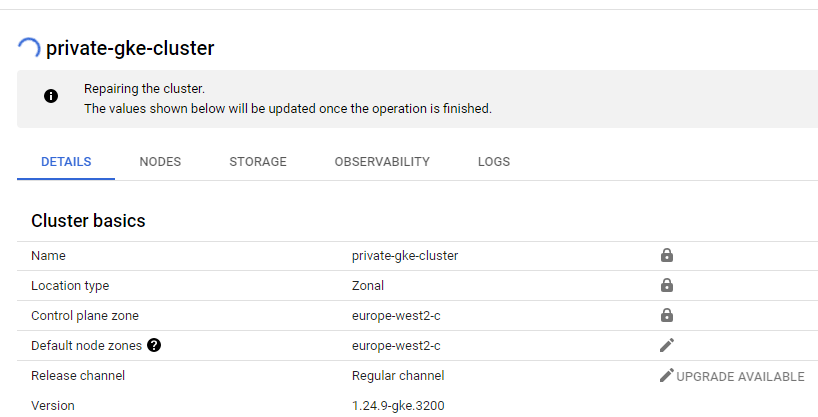 private-gke-cluster
Repairing the cluster.
The values shown below will be updated once the operation is finished.
DETAILS NODES STORAGE OBSERVABILITY LOGS
Cluster basics
Name private-gke-cluster
Location type Zonal
Control plane zone europe-west2-c
Default node zones europe-west2-c
Release channel Regular channel UPGRADE AVAILABLE
Version 1.24.9-gke.3200